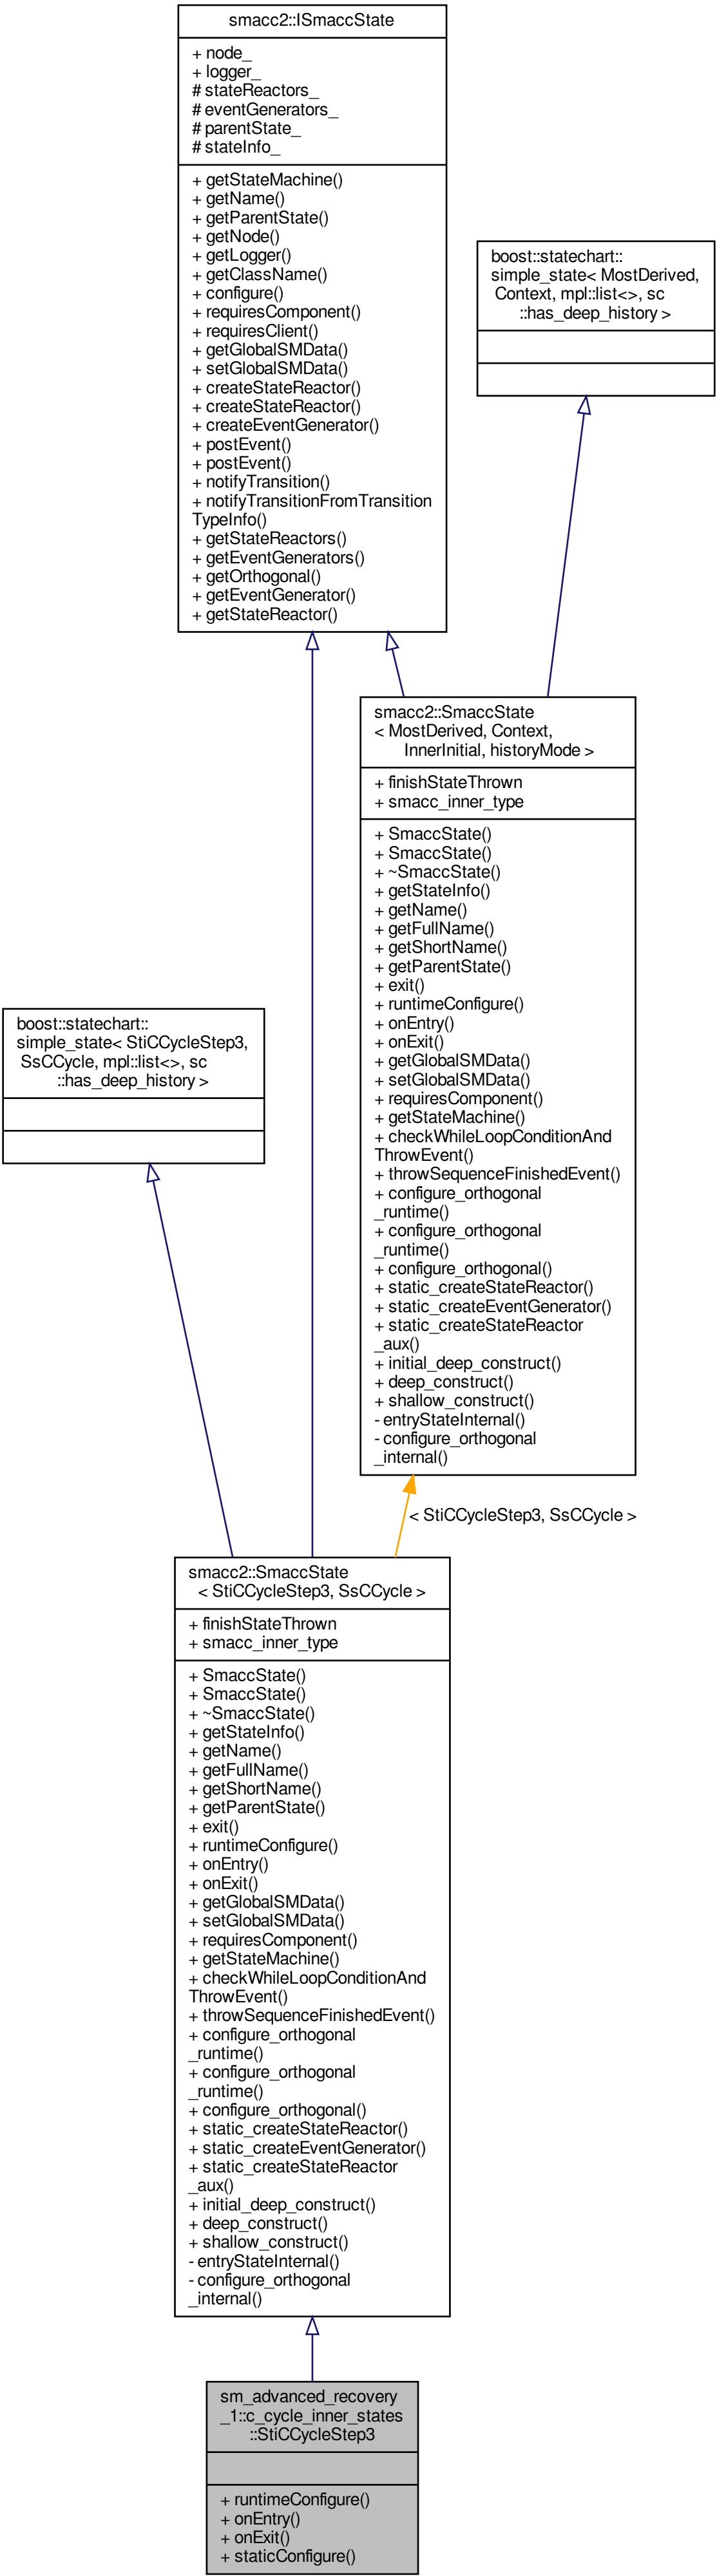 smacc2::ISmaccState
+ node_
+ logger_
# stateReactors_
# eventGenerators_
# parentState_
# stateInfo_
+ getStateMachine()
+ getName()
+ getParentState()
+ getNode()
+ getLogger()
+ getClassName()
+ configure()
+ requiresComponent()
+ requiresClient()
+ getGlobalSMData()
+ setGlobalSMData()
+ createStateReactor()
+ createStateReactor()
+ createEventGenerator()
+ postEvent()
+ postEvent()
+ notifyTransition()
+ notifyTransitionFromTransition
TypeInfo()
+ getStateReactors()
+ getEventGenerators()
+ getOrthogonal()
+ getEventGenerator()
+ getStateReactor()
boost::statechart::
simple_state< MostDerived,
Context, mpl::list<>, sc
::has_deep_history >
smacc2::SmaccState
< MostDerived, Context,
InnerInitial, historyMode >
+ finishStateThrown
+ smacc_inner_type
+ SmaccState()
+ SmaccState()
+ ~SmaccState()
+ getStateInfo()
+ getName()
+ getFullName()
+ getShortName()
+ getParentState()
+ exit()
+ runtimeConfigure()
+ onEntry()
+ onExit()
+ getGlobalSMData()
+ setGlobalSMData()
+ requiresComponent()
+ getStateMachine()
+ checkWhileLoopConditionAnd
ThrowEvent()
+ throwSequenceFinishedEvent()
+ configure_orthogonal
_runtime()
+ configure_orthogonal
_runtime()
+ configure_orthogonal()
+ static_createStateReactor()
+ static_createEventGenerator()
+ static_createStateReactor
_aux()
+ initial_deep_construct()
+ deep_construct()
+ shallow_construct()
- entryStateInternal()
- configure_orthogonal
_internal()
boost::statechart::
simple_state< StiCCycleStep3,
SsCCycle, mpl::list<>, sc
::has_deep_history >
< StiCCycleStep3, SsCCycle >
smacc2::SmaccState
< StiCCycleStep3, SsCCycle >
+ finishStateThrown
+ smacc_inner_type
+ SmaccState()
+ SmaccState()
+ ~SmaccState()
+ getStateInfo()
+ getName()
+ getFullName()
+ getShortName()
+ getParentState()
+ exit()
+ runtimeConfigure()
+ onEntry()
+ onExit()
+ getGlobalSMData()
+ setGlobalSMData()
+ requiresComponent()
+ getStateMachine()
+ checkWhileLoopConditionAnd
ThrowEvent()
+ throwSequenceFinishedEvent()
+ configure_orthogonal
_runtime()
+ configure_orthogonal
_runtime()
+ configure_orthogonal()
+ static_createStateReactor()
+ static_createEventGenerator()
+ static_createStateReactor
_aux()
+ initial_deep_construct()
+ deep_construct()
+ shallow_construct()
- entryStateInternal()
- configure_orthogonal
_internal()
sm_advanced_recovery
_1::c_cycle_inner_states
::StiCCycleStep3
+ runtimeConfigure()
+ onEntry()
+ onExit()
+ staticConfigure()